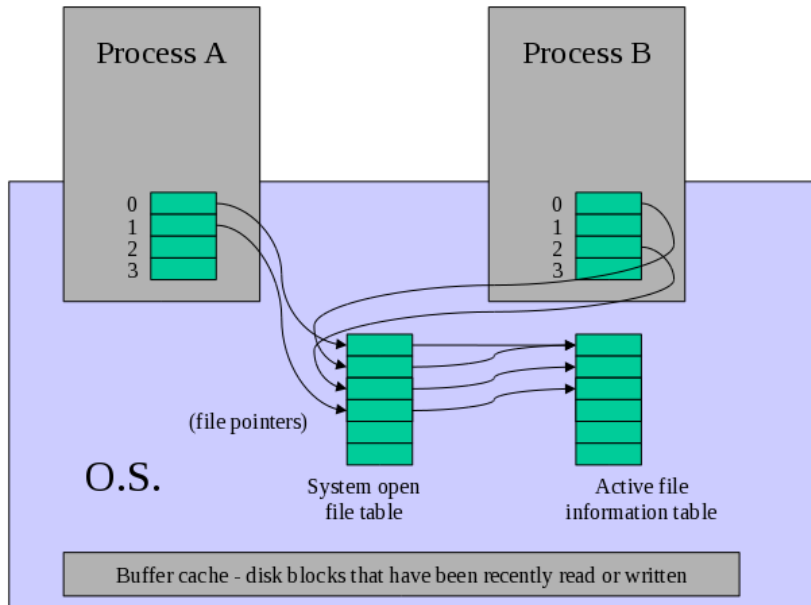 Process A
Process B
0
1
2
3
0
1
2
3
(file pointers)
O.S.
System open
file table
Active file
information table
Buffer cache - disk blocks that have been recently read or written